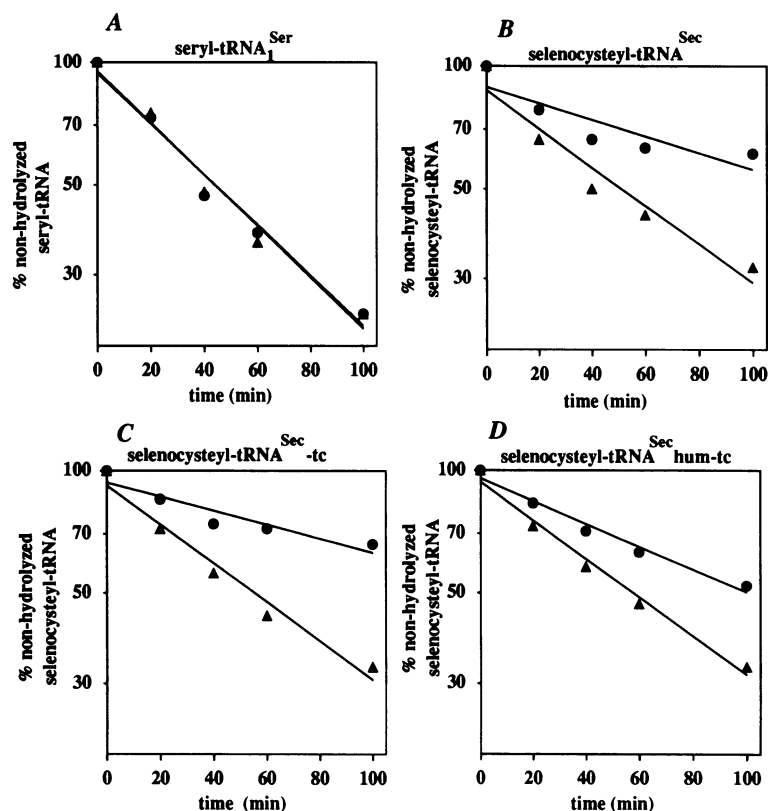 A
seryl-tRNA1Ser
% non-hydrolyzed
seryl-tRNA
100
70
50
30
0 20 40 60 80 100
time (min)
B
selenocysteyl-tRNASec
% non-hydrolyzed
selenocysteyl-tRNA
100
70
50
30
0 20 40 60 80 100
time (min)
C
selenocysteyl-tRNASec-tc
% non-hydrolyzed
selenocysteyl-tRNA
100
70
50
30
0 20 40 60 80 100
time (min)
D
selenocysteyl-tRNASec hum-tc
% non-hydrolyzed
selenocysteyl-tRNA
100
70
50
30
0 20 40 60 80 100
time (min)